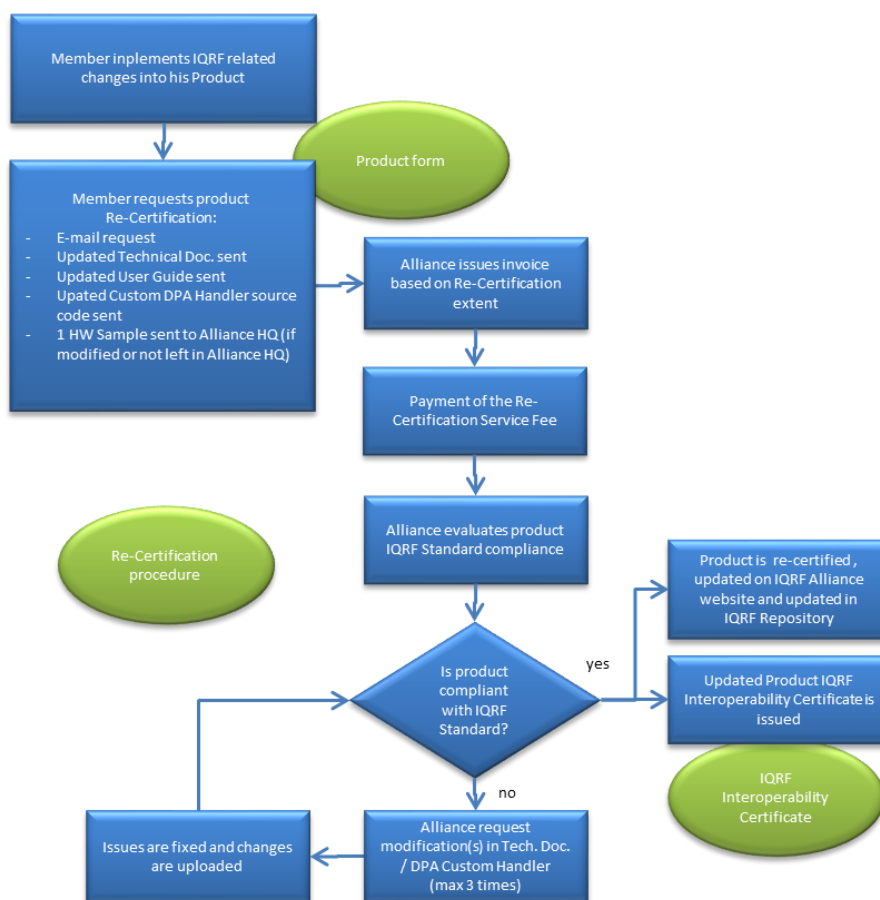 Member inplements IQRF related
changes into his Product
Product form
Member requests product
Re-Certification:
- E-mail request
- Updated Technical Doc. sent
- Updated User Guide sent
- Upated Custom DPA Handler source
code sent
- 1 HW Sample sent to Alliance HQ (if
modified or not left in Alliance HQ)
Alliance issues invoice
based on Re-Certification
extent
Payment of the Re-
Certification Service Fee
Alliance evaluates product
IQRF Standard compliance
Re-Certification
procedure
Product is re-certified ,
updated on IQRF Alliance
website and updated in
IQRF Repository
Is product
compliant
with IQRF
Standard?
yes
Updated Product IQRF
Interoperability Certificate is
issued
IQRF
Interoperability
Certificate
no
Alliance request
modification(s) in Tech. Doc.
/ DPA Custom Handler
(max 3 times)
Issues are fixed and changes
are uploaded